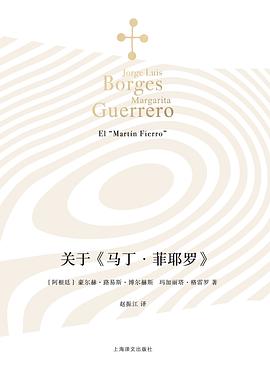 Jorge Luis
Borges
Margarita
Guerrero
El "Martín Fierro"
关于《马丁·菲耶罗》
[阿根廷] 豪尔赫·路易斯·博尔赫斯 玛加丽塔·格雷罗 著
赵振江 译
上海译文出版社